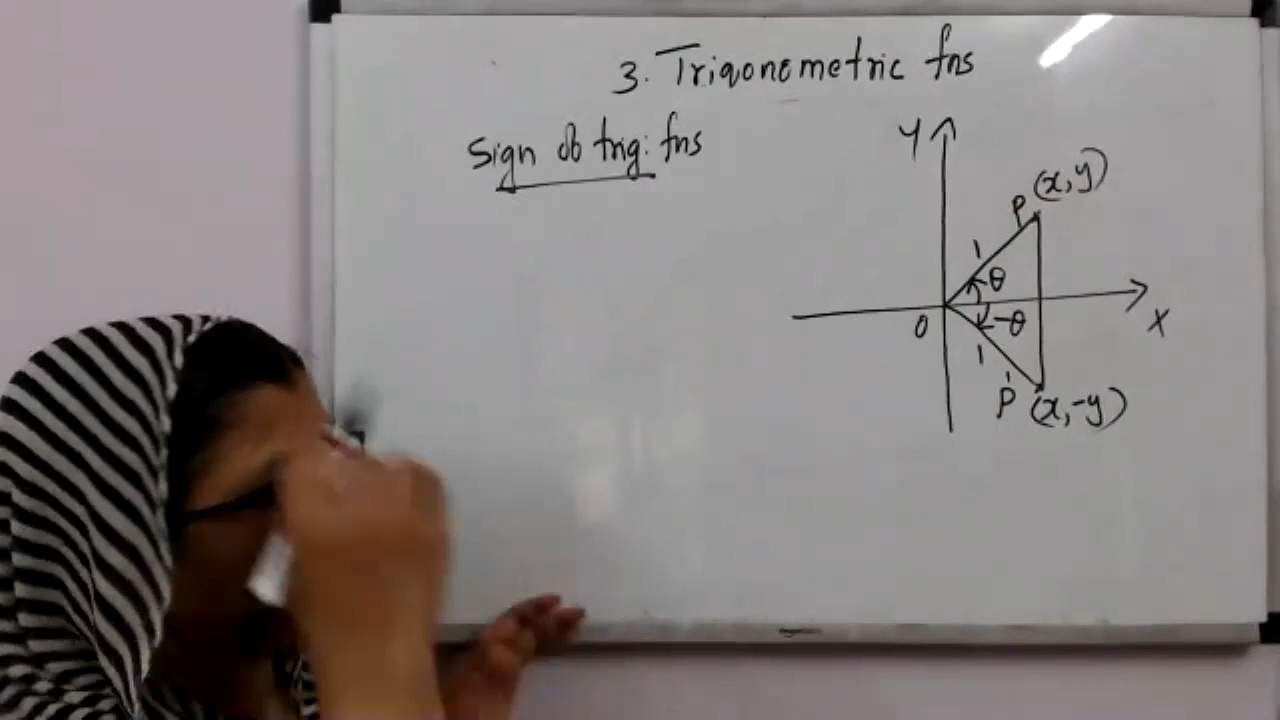 3. Trigonometric fns
Sign of trig: fns
Y
P (x, y)
1
θ
O
-θ
X
1
P' (x, -y)